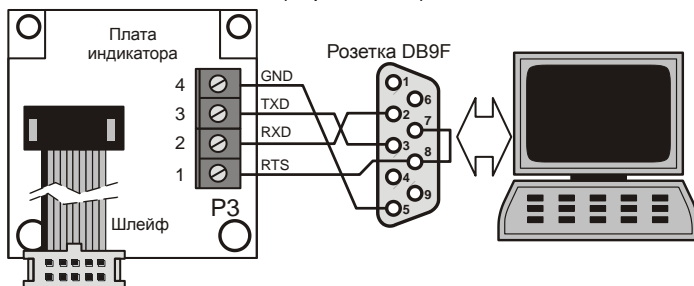 Плата
индикатора
Розетка DB9F
4 GND
3 TXD
2 RXD
1 RTS
P3
Шлейф
1
6
2
7
3
8
4
9
5